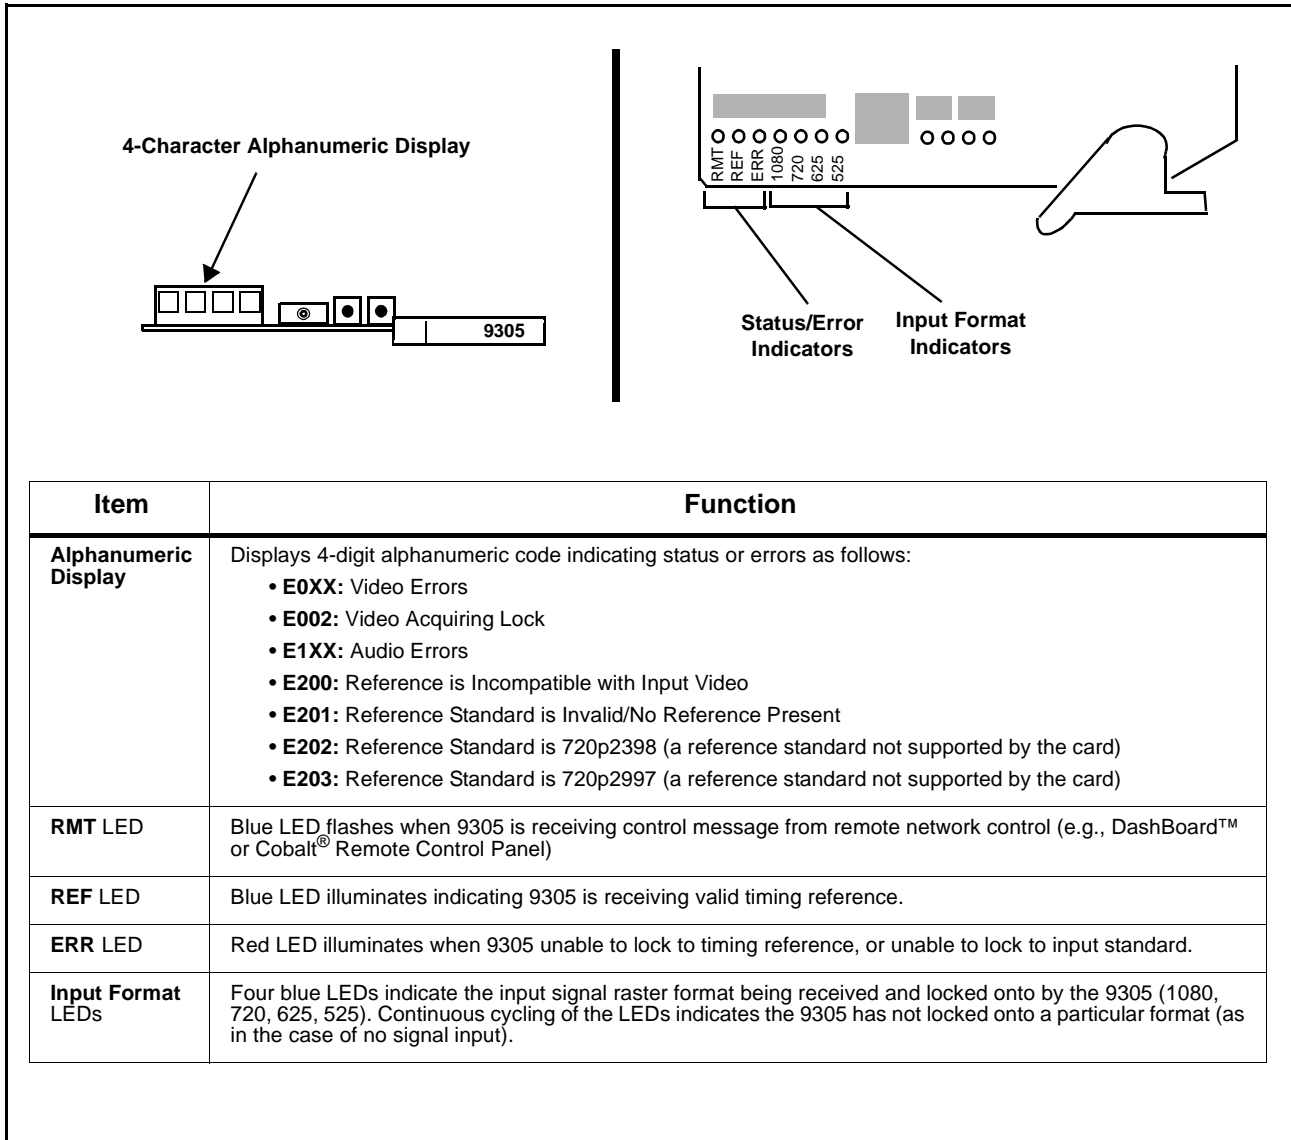 4-Character Alphanumeric Display
9305
RMT
REF
ERR
1080
720
625
525
Status/Error
Indicators
Input Format
Indicators
Item
Function
Alphanumeric
Display
Displays 4-digit alphanumeric code indicating status or errors as follows:
• E0XX: Video Errors
• E002: Video Acquiring Lock
• E1XX: Audio Errors
• E200: Reference is Incompatible with Input Video
• E201: Reference Standard is Invalid/No Reference Present
• E202: Reference Standard is 720p2398 (a reference standard not supported by the card)
• E203: Reference Standard is 720p2997 (a reference standard not supported by the card)
RMT LED
Blue LED flashes when 9305 is receiving control message from remote network control (e.g., DashBoard™
or Cobalt® Remote Control Panel)
REF LED
Blue LED illuminates indicating 9305 is receiving valid timing reference.
ERR LED
Red LED illuminates when 9305 unable to lock to timing reference, or unable to lock to input standard.
Input Format
LEDs
Four blue LEDs indicate the input signal raster format being received and locked onto by the 9305 (1080,
720, 625, 525). Continuous cycling of the LEDs indicates the 9305 has not locked onto a particular format (as
in the case of no signal input).